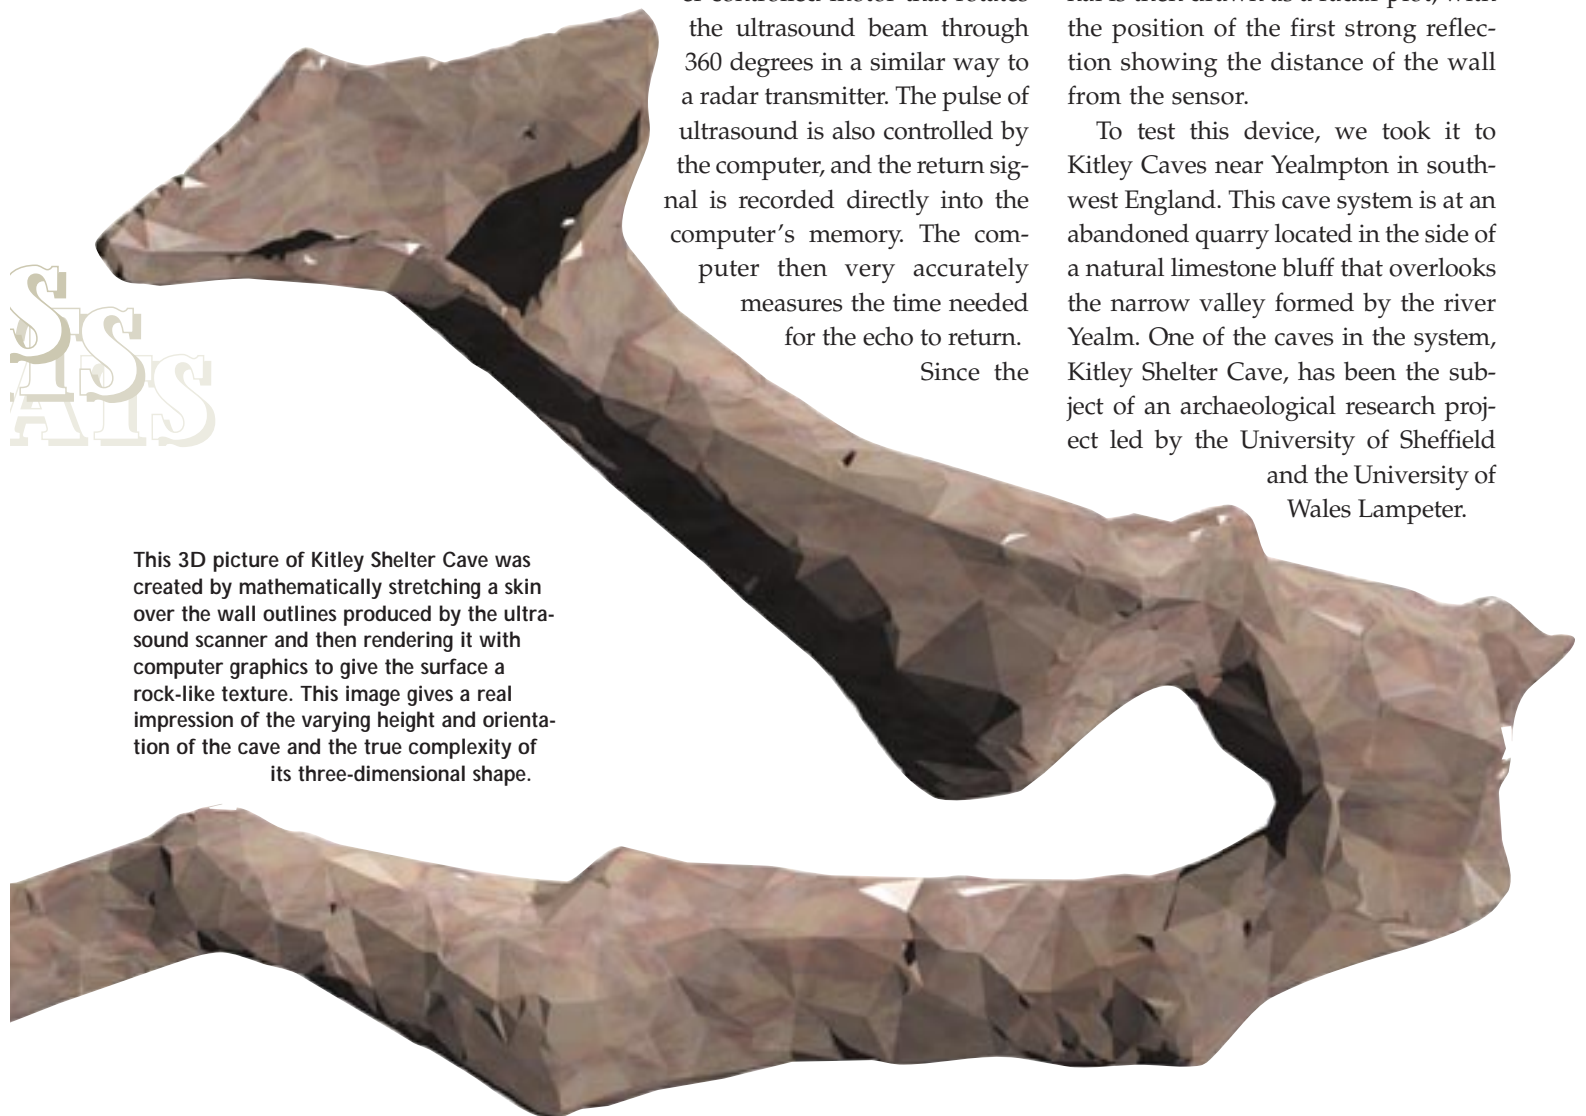 the ultrasound beam through
360 degrees in a similar way to
a radar transmitter. The pulse of
ultrasound is also controlled by
the computer, and the return sig-
nal is recorded directly into the
computer's memory. The com-
puter then very accurately
measures the time needed
for the echo to return.
Since the
the position of the first strong reflec-
tion showing the distance of the wall
from the sensor.
To test this device, we took it to
Kitley Caves near Yealmpton in south-
west England. This cave system is at an
abandoned quarry located in the side of
a natural limestone bluff that overlooks
the narrow valley formed by the river
Yealm. One of the caves in the system,
Kitley Shelter Cave, has been the sub-
ject of an archaeological research proj-
ect led by the University of Sheffield
and the University of
Wales Lampeter.
This 3D picture of Kitley Shelter Cave was
created by mathematically stretching a skin
over the wall outlines produced by the ultra-
sound scanner and then rendering it with
computer graphics to give the surface a
rock-like texture. This image gives a real
impression of the varying height and orienta-
tion of the cave and the true complexity of
its three-dimensional shape.